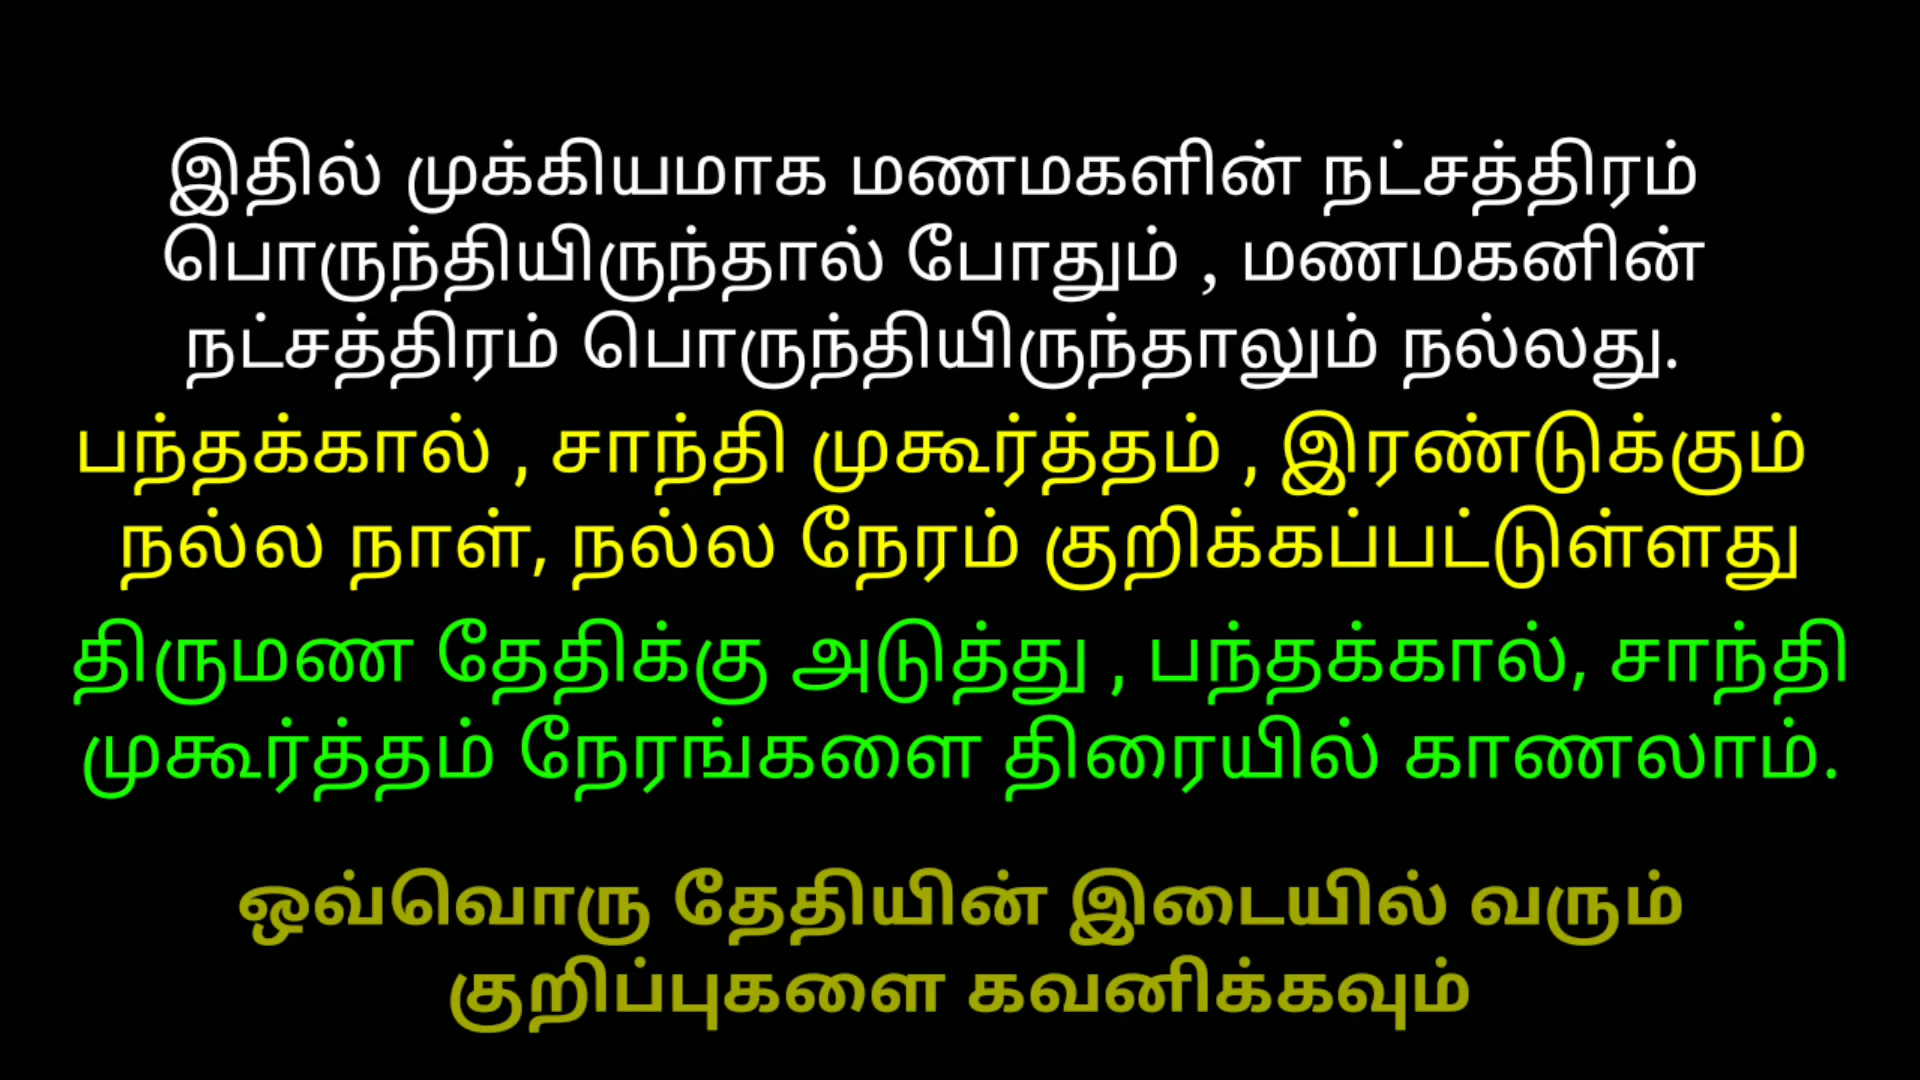 இதில் முக்கியமாக மணமகளின் நட்சத்திரம்
பொருந்தியிருந்தால் போதும் , மணமகனின்
நட்சத்திரம் பொருந்தியிருந்தாலும் நல்லது.
பந்தக்கால் , சாந்தி முகூர்த்தம் , இரண்டுக்கும்
நல்ல நாள், நல்ல நேரம் குறிக்கப்பட்டுள்ளது
திருமண தேதிக்கு அடுத்து , பந்தக்கால், சாந்தி
முகூர்த்தம் நேரங்களை திரையில் காணலாம்.
ஒவ்வொரு தேதியின் இடையில் வரும்
குறிப்புகளை கவனிக்கவும்